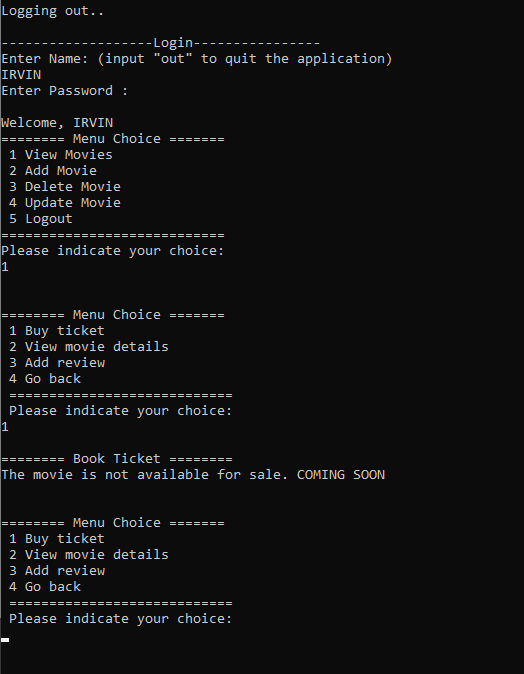 Logging out..
-------------------Login----------------
Enter Name: (input "out" to quit the application)
IRVIN
Enter Password :
Welcome, IRVIN
======== Menu Choice =======
1 View Movies
2 Add Movie
3 Delete Movie
4 Update Movie
5 Logout
============================
Please indicate your choice:
1
======== Menu Choice =======
1 Buy ticket
2 View movie details
3 Add review
4 Go back
============================
Please indicate your choice:
1
======== Book Ticket ========
The movie is not available for sale. COMING SOON
======== Menu Choice =======
1 Buy ticket
2 View movie details
3 Add review
4 Go back
============================
Please indicate your choice: